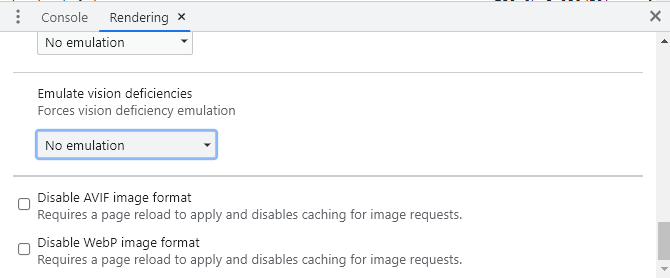 Console Rendering
No emulation
Emulate vision deficiencies
Forces vision deficiency emulation
No emulation
Disable AVIF image format
Requires a page reload to apply and disables caching for image requests.
Disable WebP image format
Requires a page reload to apply and disables caching for image requests.